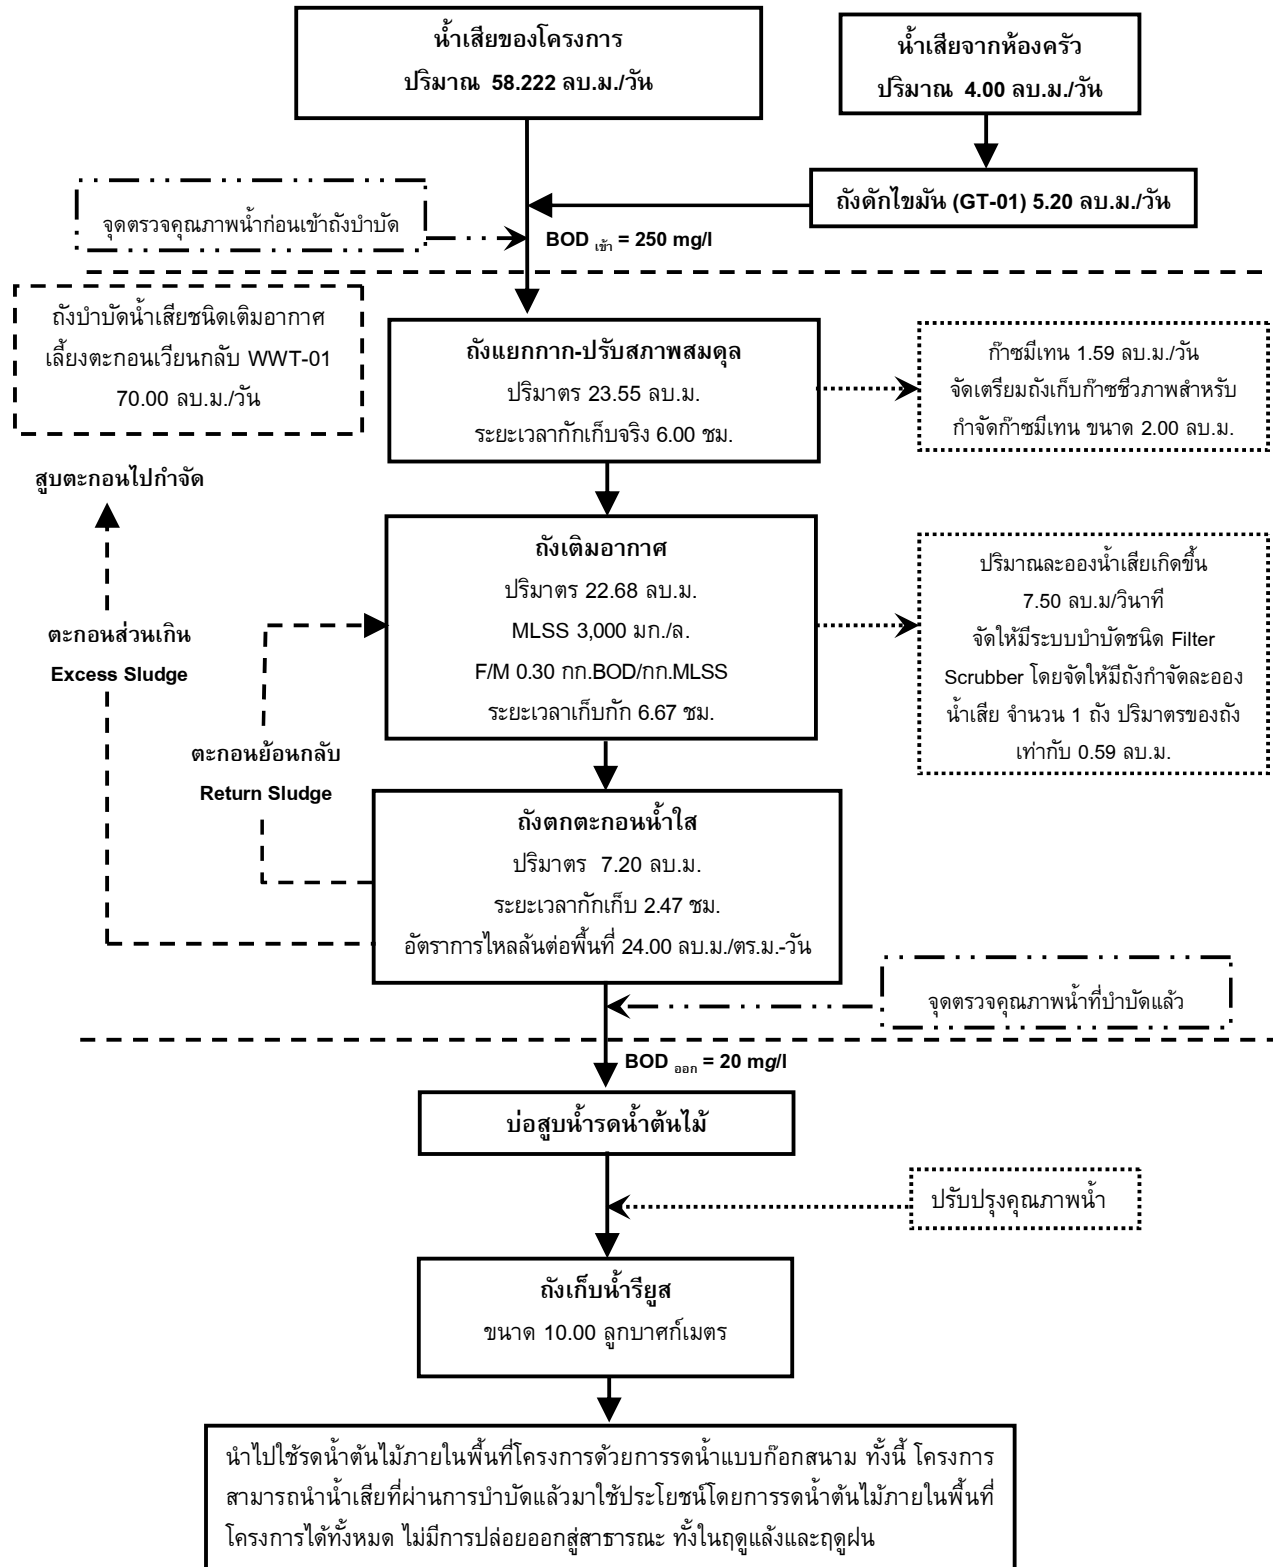 น้ำเสียของโครงการ
ปริมาณ 58.222 ลบ.ม./วัน
น้ำเสียจากห้องครัว
ปริมาณ 4.00 ลบ.ม./วัน
ถังดักไขมัน (GT-01) 5.20 ลบ.ม./วัน
จุดตรวจคุณภาพน้ำก่อนเข้าถังบำบัด
BOD เข้า = 250 mg/l
ถังบำบัดน้ำเสียชนิดเติมอากาศ
เลี้ยงตะกอนเวียนกลับ WWT-01
70.00 ลบ.ม./วัน
ถังแยกกาก-ปรับสภาพสมดุล
ปริมาตร 23.55 ลบ.ม.
ระยะเวลากักเก็บจริง 6.00 ชม.
ก๊าซมีเทน 1.59 ลบ.ม./วัน
จัดเตรียมถังเก็บก๊าซชีวภาพสำหรับ
กำจัดก๊าซมีเทน ขนาด 2.00 ลบ.ม.
สูบตะกอนไปกำจัด
ถังเติมอากาศ
ปริมาตร 22.68 ลบ.ม.
MLSS 3,000 มก./ล.
F/M 0.30 กก.BOD/กก.MLSS
ระยะเวลาเก็บกัก 6.67 ชม.
ปริมาณละอองน้ำเสียเกิดขึ้น
7.50 ลบ.ม/วินาที
จัดให้มีระบบบำบัดชนิด Filter
Scrubber โดยจัดให้มีถังกำจัดละออง
น้ำเสีย จำนวน 1 ถัง ปริมาตรของถัง
เท่ากับ 0.59 ลบ.ม.
ตะกอนส่วนเกิน
Excess Sludge
ตะกอนย้อนกลับ
Return Sludge
ถังตกตะกอนน้ำใส
ปริมาตร 7.20 ลบ.ม.
ระยะเวลากักเก็บ 2.47 ชม.
อัตราการไหลล้นต่อพื้นที่ 24.00 ลบ.ม./ตร.ม.-วัน
จุดตรวจคุณภาพน้ำที่บำบัดแล้ว
BOD ออก = 20 mg/l
บ่อสูบน้ำรดน้ำต้นไม้
ปรับปรุงคุณภาพน้ำ
ถังเก็บน้ำรียูส
ขนาด 10.00 ลูกบาศก์เมตร
นำไปใช้รดน้ำต้นไม้ภายในพื้นที่โครงการด้วยการรดน้ำแบบก๊อกสนาม ทั้งนี้ โครงการ
สามารถนำน้ำเสียที่ผ่านการบำบัดแล้วมาใช้ประโยชน์โดยการรดน้ำต้นไม้ภายในพื้นที่
โครงการได้ทั้งหมด ไม่มีการปล่อยออกสู่สาธารณะ ทั้งในฤดูแล้งและฤดูฝน